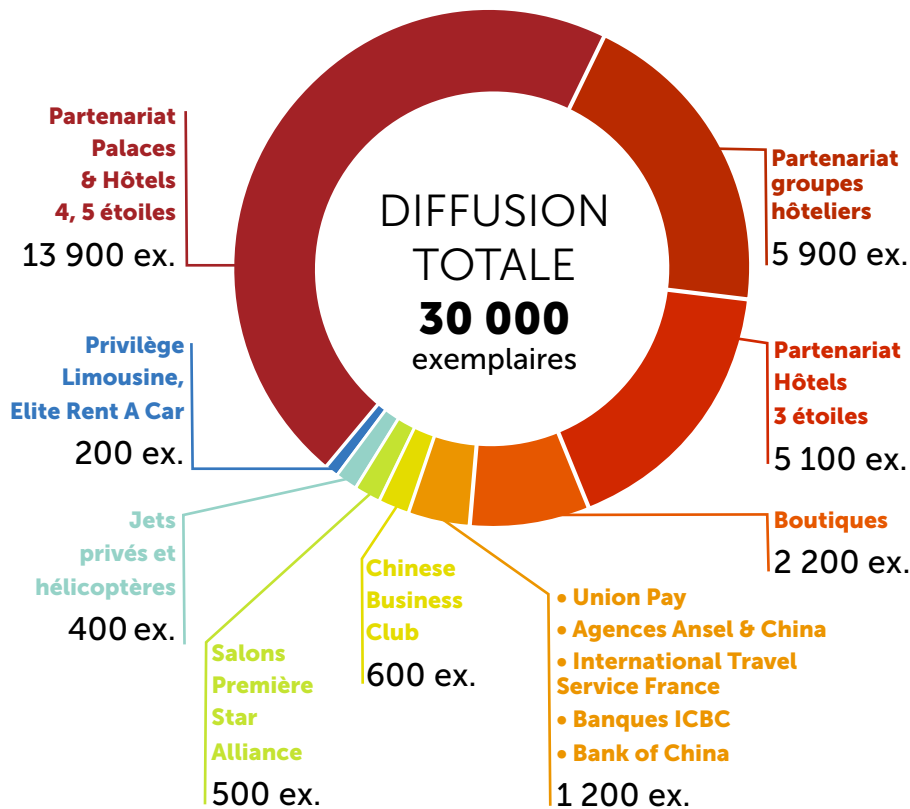 DIFFUSION
TOTALE
30 000
exemplaires
Partenariat
Palaces
& Hôtels
4, 5 étoiles
13 900 ex.
Partenariat
groupes
hôteliers
5 900 ex.
Privilège
Limousine,
Elite Rent A Car
200 ex.
Partenariat
Hôtels
3 étoiles
5 100 ex.
Jets
privés et
hélicoptères
400 ex.
Boutiques
2 200 ex.
Salons
Première
Star
Alliance
500 ex.
Chinese
Business
Club
600 ex.
• Union Pay
• Agences Ansel & China
• International Travel
Service France
• Banques ICBC
• Bank of China
1 200 ex.